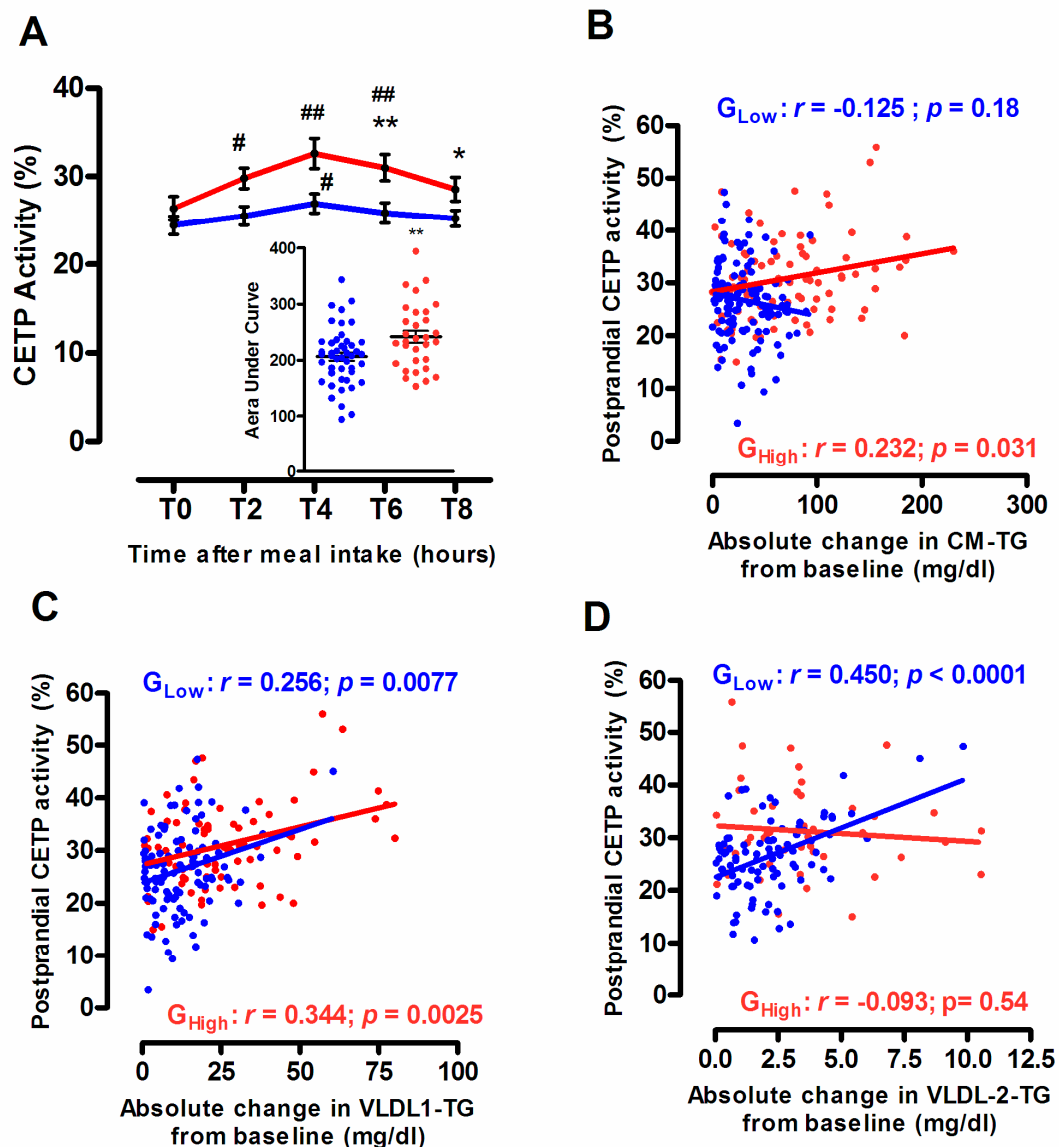 A
40
30
20
10
0
CETP Activity (%)
#
##
##
**
*
#
400
300
200
100
0
Aera Under Curve
**
T0 T2 T4 T6 T8
Time after meal intake (hours)
B
GLow: r = -0.125 ; p = 0.18
60
50
40
30
20
10
0
Postprandial CETP activity (%)
GHigh: r = 0.232; p = 0.031
0 100 200 300
Absolute change in CM-TG
from baseline (mg/dl)
C
GLow: r = 0.256; p = 0.0077
60
50
40
30
20
10
0
Postprandial CETP activity (%)
GHigh: r = 0.344; p = 0.0025
0 25 50 75 100
Absolute change in VLDL1-TG
from baseline (mg/dl)
D
GLow: r = 0.450; p < 0.0001
60
50
40
30
20
10
0
Postprandial CETP activity (%)
GHigh: r = -0.093; p= 0.54
0.0 2.5 5.0 7.5 10.0 12.5
Absolute change in VLDL-2-TG
from baseline (mg/dl)